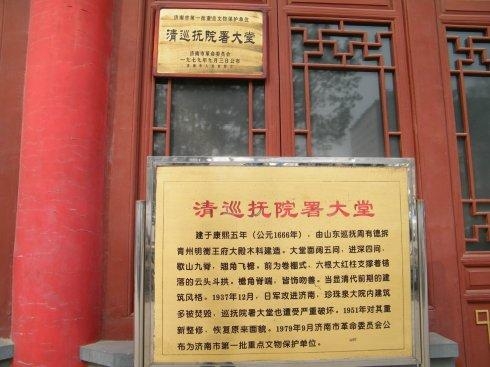 济南市第一批重点文物保护单位
清巡抚院署大堂
济南市革命委员会
一九七九年九月三日公布
清巡抚院署大堂
建于康熙五年（公元1666年），由山东巡抚周有德拆
青州明衡王府大殿木料建造。大堂面阔五间，进深四间，
歇山九脊，翘角飞檐。前为卷棚式，六根大红柱支撑着错
落的云头斗拱。檐角脊端，皆饰吻兽。当显清代前期的建
筑风格。1937年12月，日军攻进济南，珍珠泉大院内建筑
多被焚毁，巡抚院署大堂也遭受严重破坏。1951年对其重
新整修，恢复原来面貌。1979年9月济南市革命委员会公
布为济南市第一批重点文物保护单位。